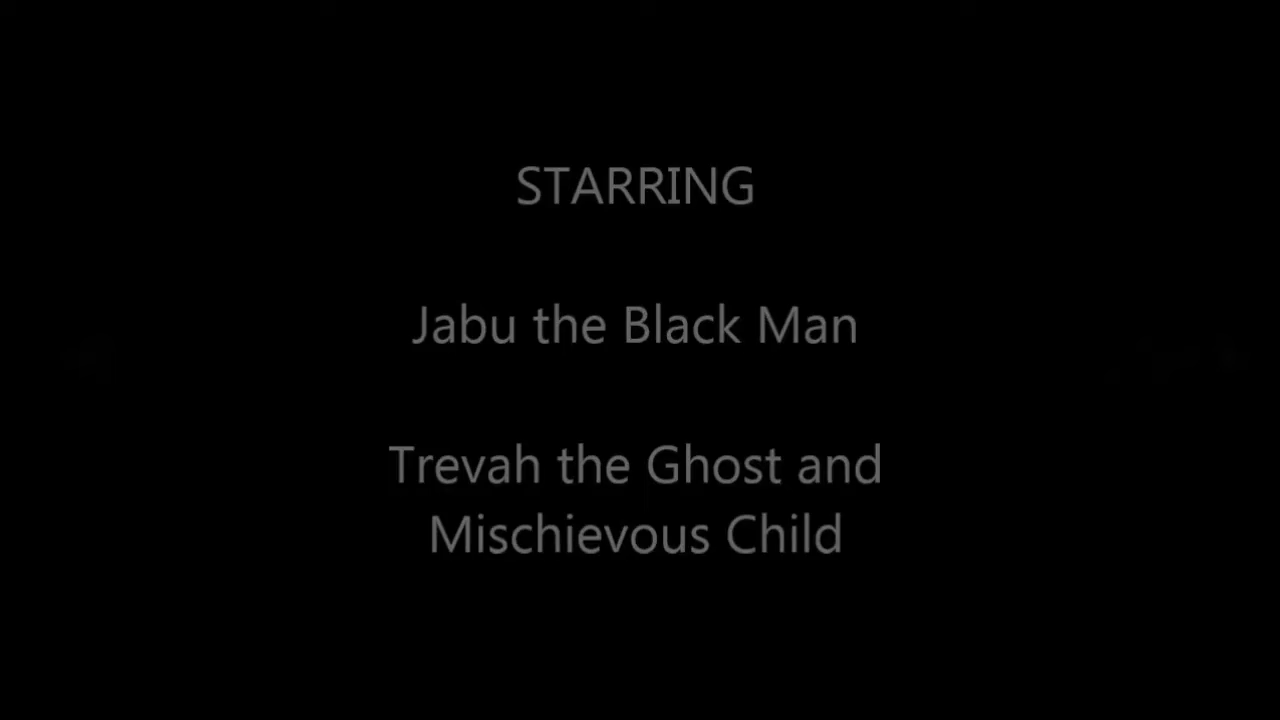 STARRING
Jabu the Black Man
Trevah the Ghost and
Mischievous Child